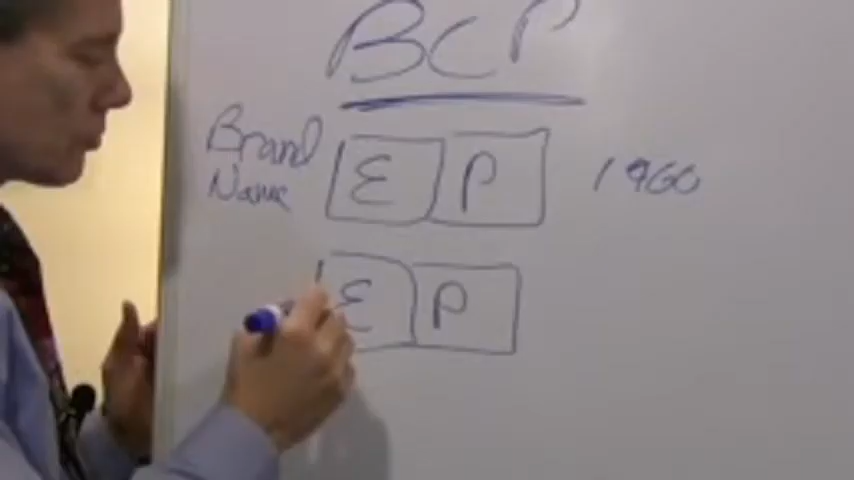 BCP
Brand
Name
E P 1960
E P